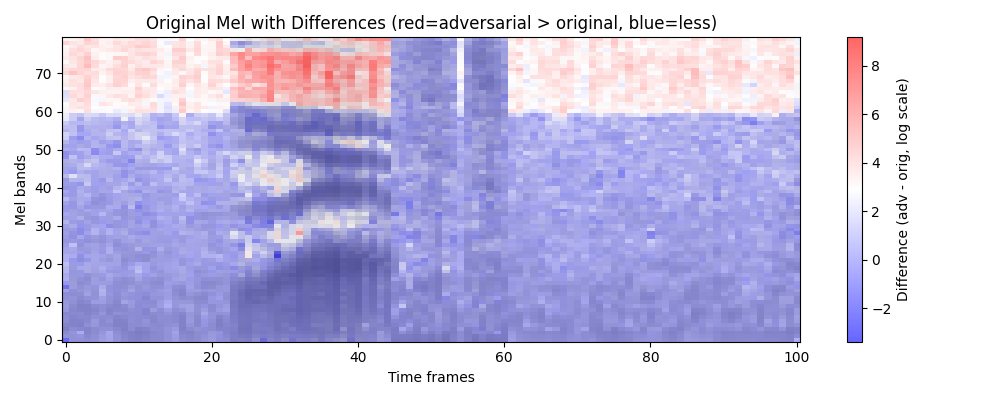 Original Mel with Differences (red=adversarial > original, blue=less)
Mel bands
70
60
50
40
30
20
10
0
0 20 40 60 80 100
Time frames
8
6
4
2
0
−2
Difference (adv - orig, log scale)